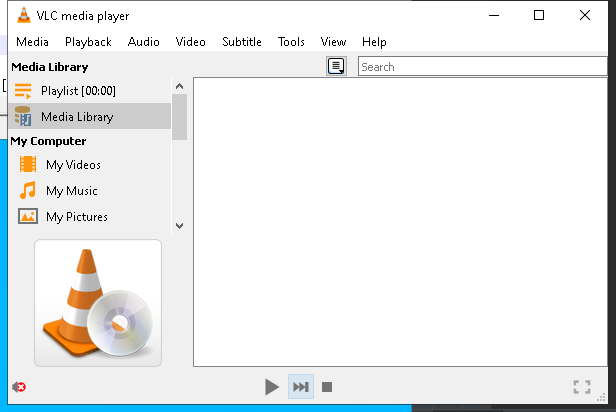 VLC media player
Media Playback Audio Video Subtitle Tools View Help
Media Library
Search
Playlist [00:00]
Media Library
My Computer
My Videos
My Music
My Pictures
[